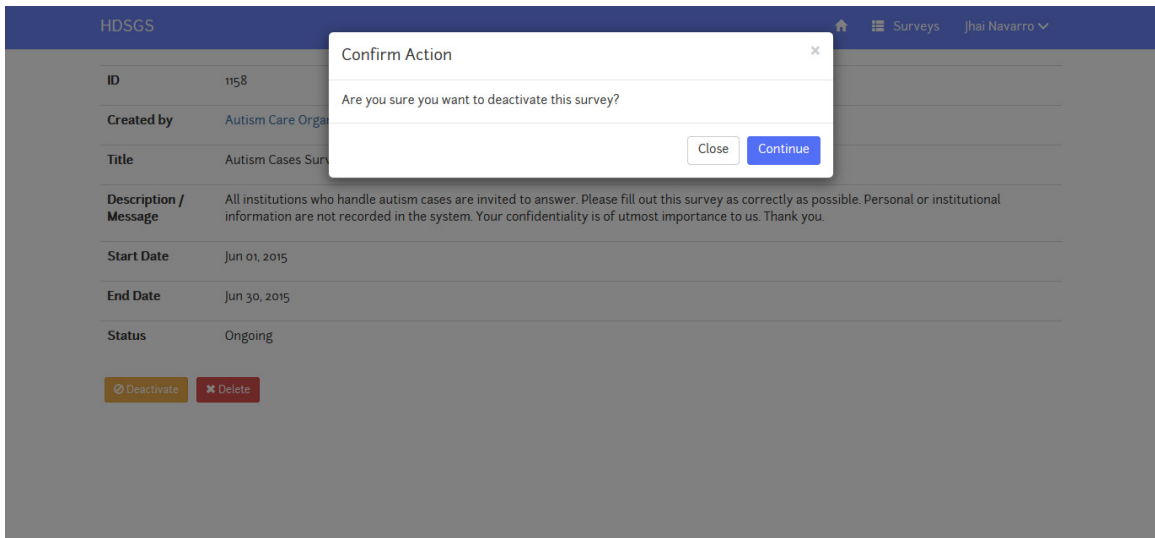 HDSGS
Surveys
Jhai Navarro
Confirm Action
×
Are you sure you want to deactivate this survey?
Close
Continue
ID
1158
Created by
Autism Care
Title
Autism Cases
Description /
Message
All institutions who handle autism cases are invited to answer. Please fill out this survey as correctly as possible. Personal or institutional
information are not recorded in the system. Your confidentiality is of utmost importance to us. Thank you.
Start Date
Jun 01, 2015
End Date
Jun 30, 2015
Status
Ongoing
Deactivate
Delete